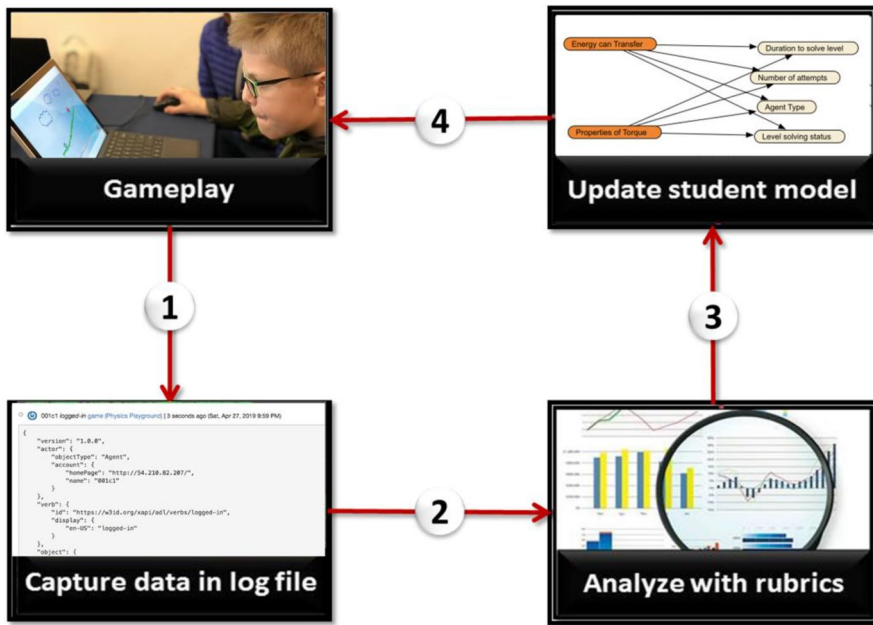 Energy can Transfer
Duration to solve level
Number of attempts
Agent Type
Properties of Torque
Level solving status
4
Gameplay
Update student model
1
3
001c1 logged-in game (Physics Playground) | 3 seconds ago (Sat, Apr 27, 2019 9:59 PM)
{
"version": "1.0.0",
"actor": {
"objectType": "Agent",
"account": {
"homePage": "http://54.210.82.207/",
"name": "001c1"
}
},
"verb": {
"id": "https://w3id.org/xapi/adl/verbs/logged-in",
"display": {
"en-US": "logged-in"
}
},
"object": {
2
Capture data in log file
Analyze with rubrics